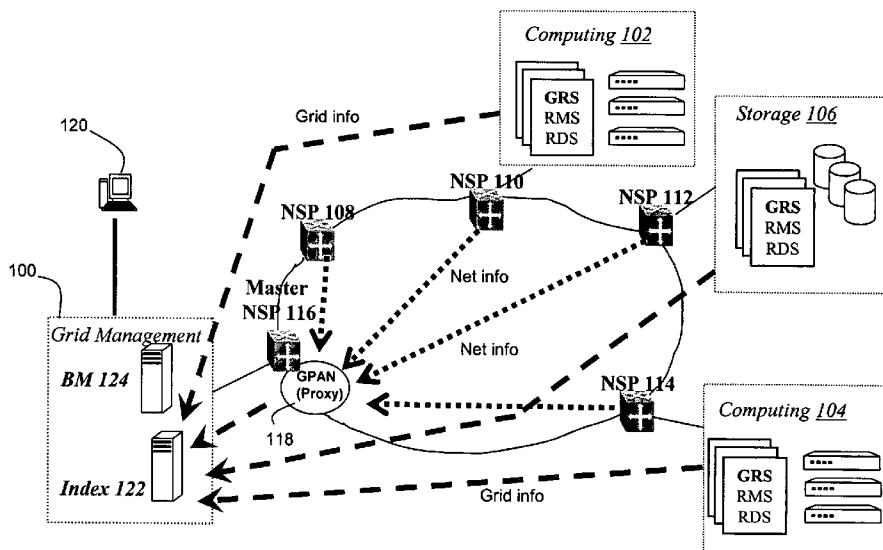 Computing 102
GRS
RMS
RDS
Grid info
120
Storage 106
GRS
RMS
RDS
NSP 110
NSP 112
NSP 108
100
Net info
Master
NSP 116
Grid Management
BM 124
GPAN
(Proxy)
Net info
NSP 114
118
Computing 104
GRS
RMS
RDS
Index 122
Grid info